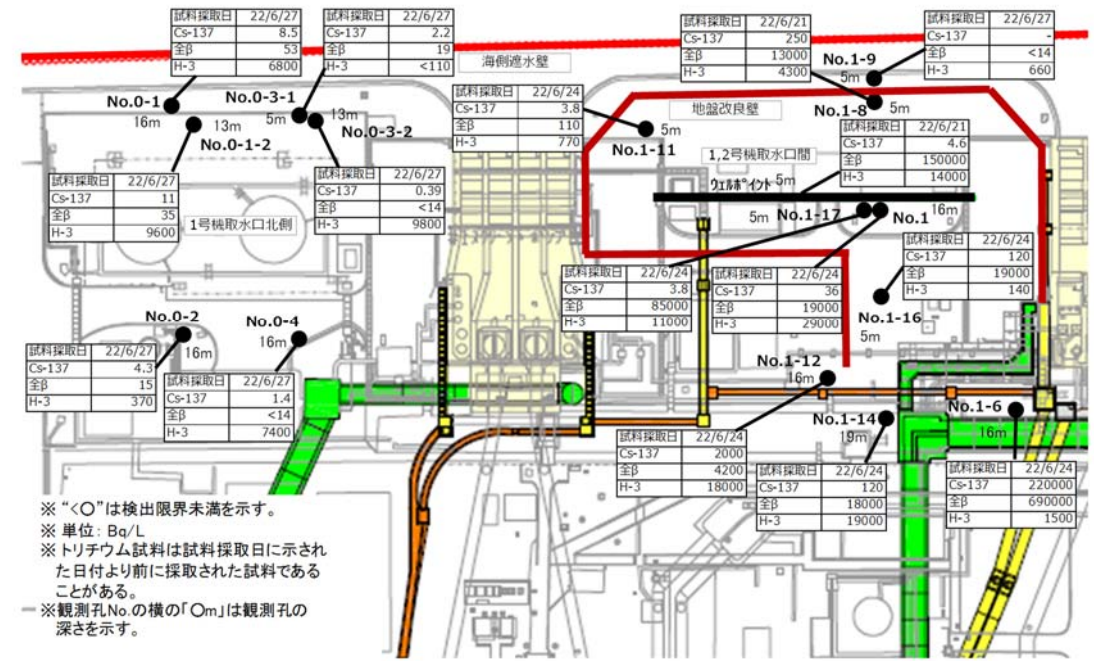 試料採取日 22/6/27
Cs-137 8.5
全β 53
H-3 6800
試料採取日 22/6/27
Cs-137 2.2
全β 19
H-3 <110
海側遮水壁
試料採取日 22/6/21
Cs-137 250
全β 13000
H-3 4300
試料採取日 22/6/27
Cs-137 -
全β <14
H-3 660
No.1-9
5m
No.0-1
16m
No.0-3-1
5m
13m
No.0-3-2
13m
No.0-1-2
試料採取日 22/6/24
Cs-137 3.8
全β 110
H-3 770
5m
No.1-11
地盤改良壁
No.1-8
5m
1,2号機取水口間
試料採取日 22/6/21
Cs-137 4.6
全β 150000
H-3 14000
試料採取日 22/6/27
Cs-137 11
全β 35
H-3 9600
1号機取水口北側
試料採取日 22/6/27
Cs-137 0.39
全β <14
H-3 9800
ウェルポイント 5m
5m
No.1-17
No.1
16m
試料採取日 22/6/24
Cs-137 120
全β 19000
H-3 140
試料採取日 22/6/24
Cs-137 3.8
全β 85000
H-3 11000
試料採取日 22/6/24
Cs-137 36
全β 19000
H-3 29000
No.1-16
5m
No.0-2
16m
No.0-4
16m
試料採取日 22/6/27
Cs-137 4.3
全β 15
H-3 370
試料採取日 22/6/27
Cs-137 1.4
全β <14
H-3 7400
No.1-12
16m
No.1-14
19m
No.1-6
16m
試料採取日 22/6/24
Cs-137 2000
全β 4200
H-3 18000
試料採取日 22/6/24
Cs-137 120
全β 18000
H-3 19000
試料採取日 22/6/24
Cs-137 220000
全β 690000
H-3 1500
※ “<〇”は検出限界未満を示す。
※ 単位: Bq/L
※ トリチウム試料は試料採取日に示され
た日付より前に採取された試料である
ことがある。
※観測孔No.の横の「〇m」は観測孔の
深さを示す。